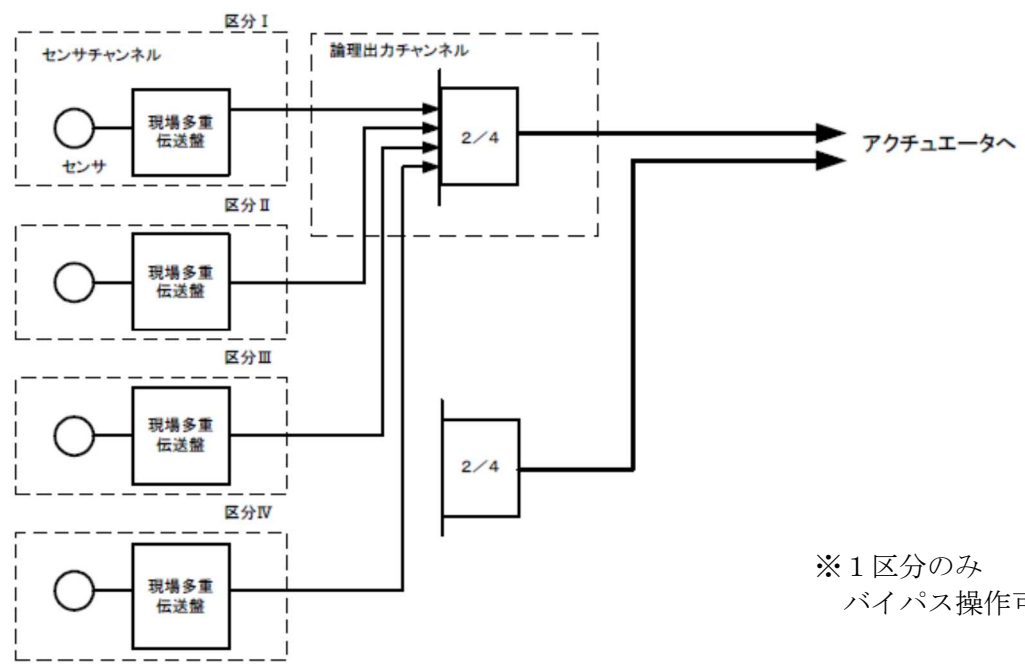 区分Ⅰ
センサチャンネル
論理出力チャンネル
現場多重
伝送盤
センサ
2/4
アクチュエータへ
区分Ⅱ
現場多重
伝送盤
区分Ⅲ
現場多重
伝送盤
2/4
区分Ⅳ
現場多重
伝送盤
※1区分のみ
バイパス操作可